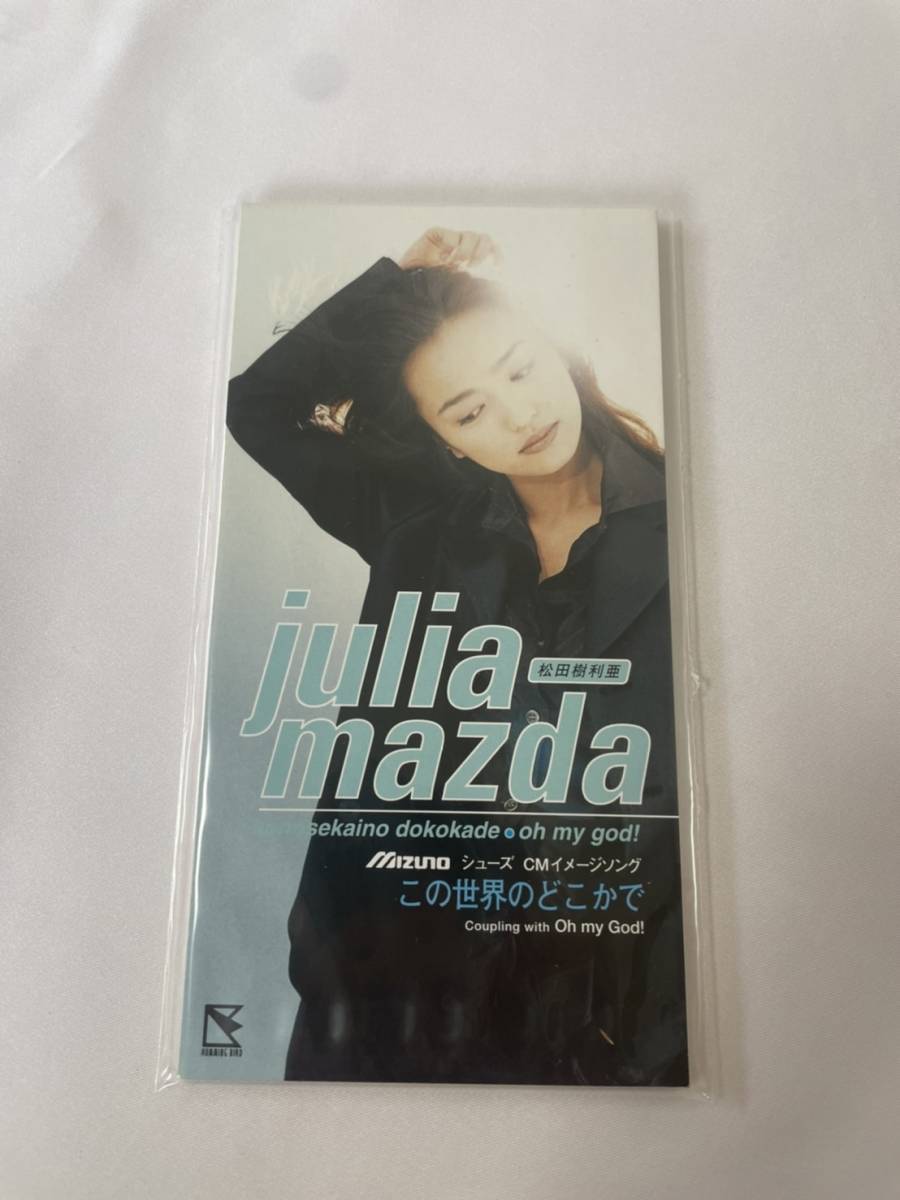 julia
松田樹利亜
mazda
sekaino dokokade●oh my god!
MIZUNO シューズ CMイメージソング
この世界のどこかで
Coupling with Oh my God!
HUMMING BIRD